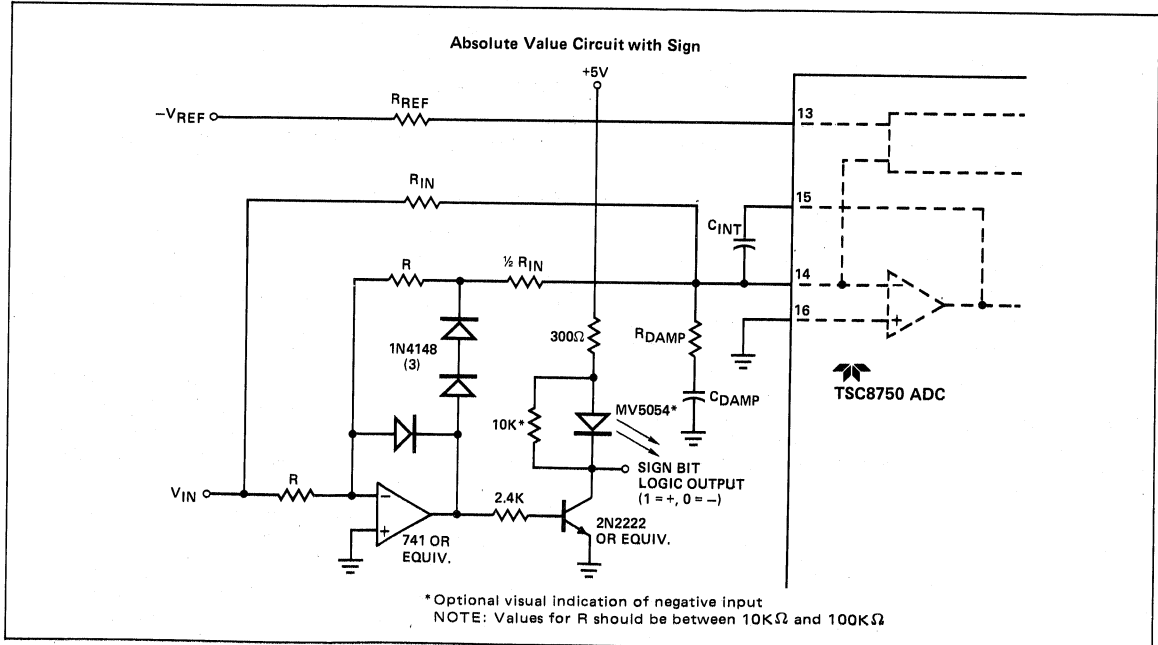 Absolute Value Circuit with Sign
+5V
RREF
−VREF
13
RIN
15
CINT
R
½ RIN
14
16
1N4148
(3)
300Ω
RDAMP
TSC8750 ADC
CDAMP
MV5054*
10K*
SIGN BIT
LOGIC OUTPUT
(1 = +, 0 = −)
VIN
R
2.4K
2N2222
OR EQUIV.
741 OR
EQUIV.
*Optional visual indication of negative input
NOTE: Values for R should be between 10KΩ and 100KΩ